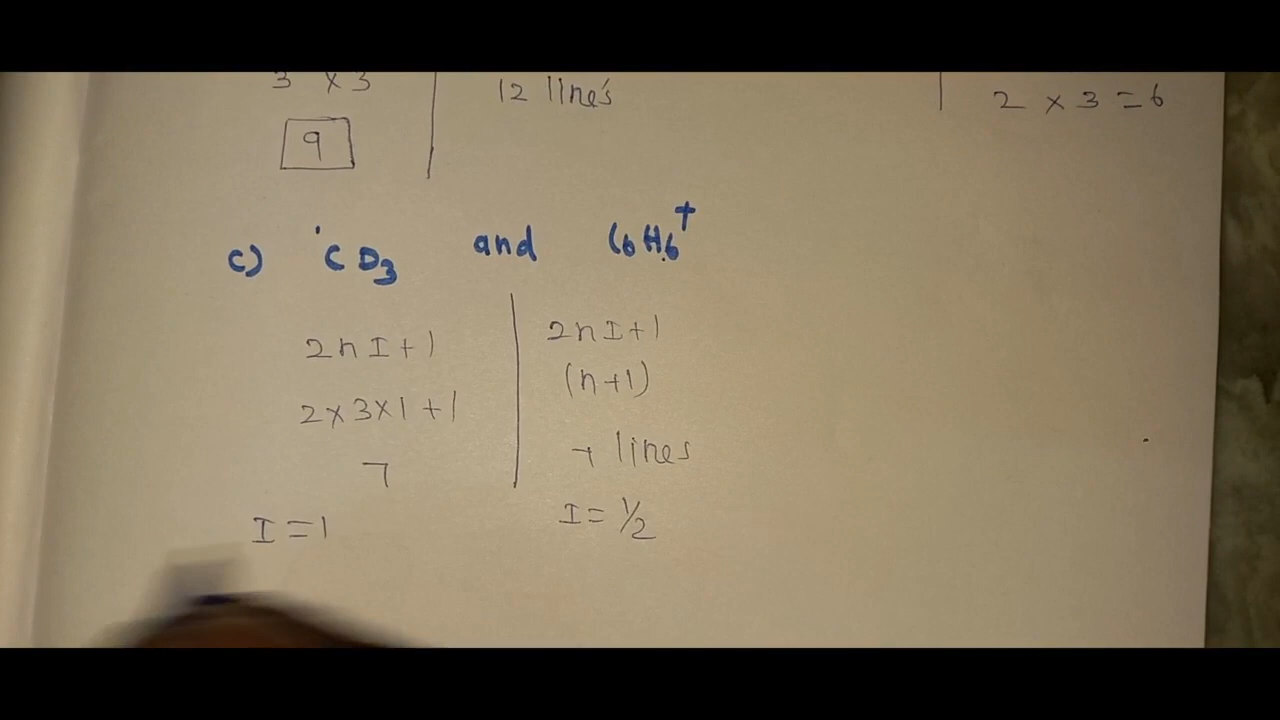 3 x 3
9
12 lines
2 x 3 = 6
c) ·CD3 and C6H6+
2nI+1
2x3x1+1
7
I=1
2nI+1
(n+1)
7 lines
I=1/2